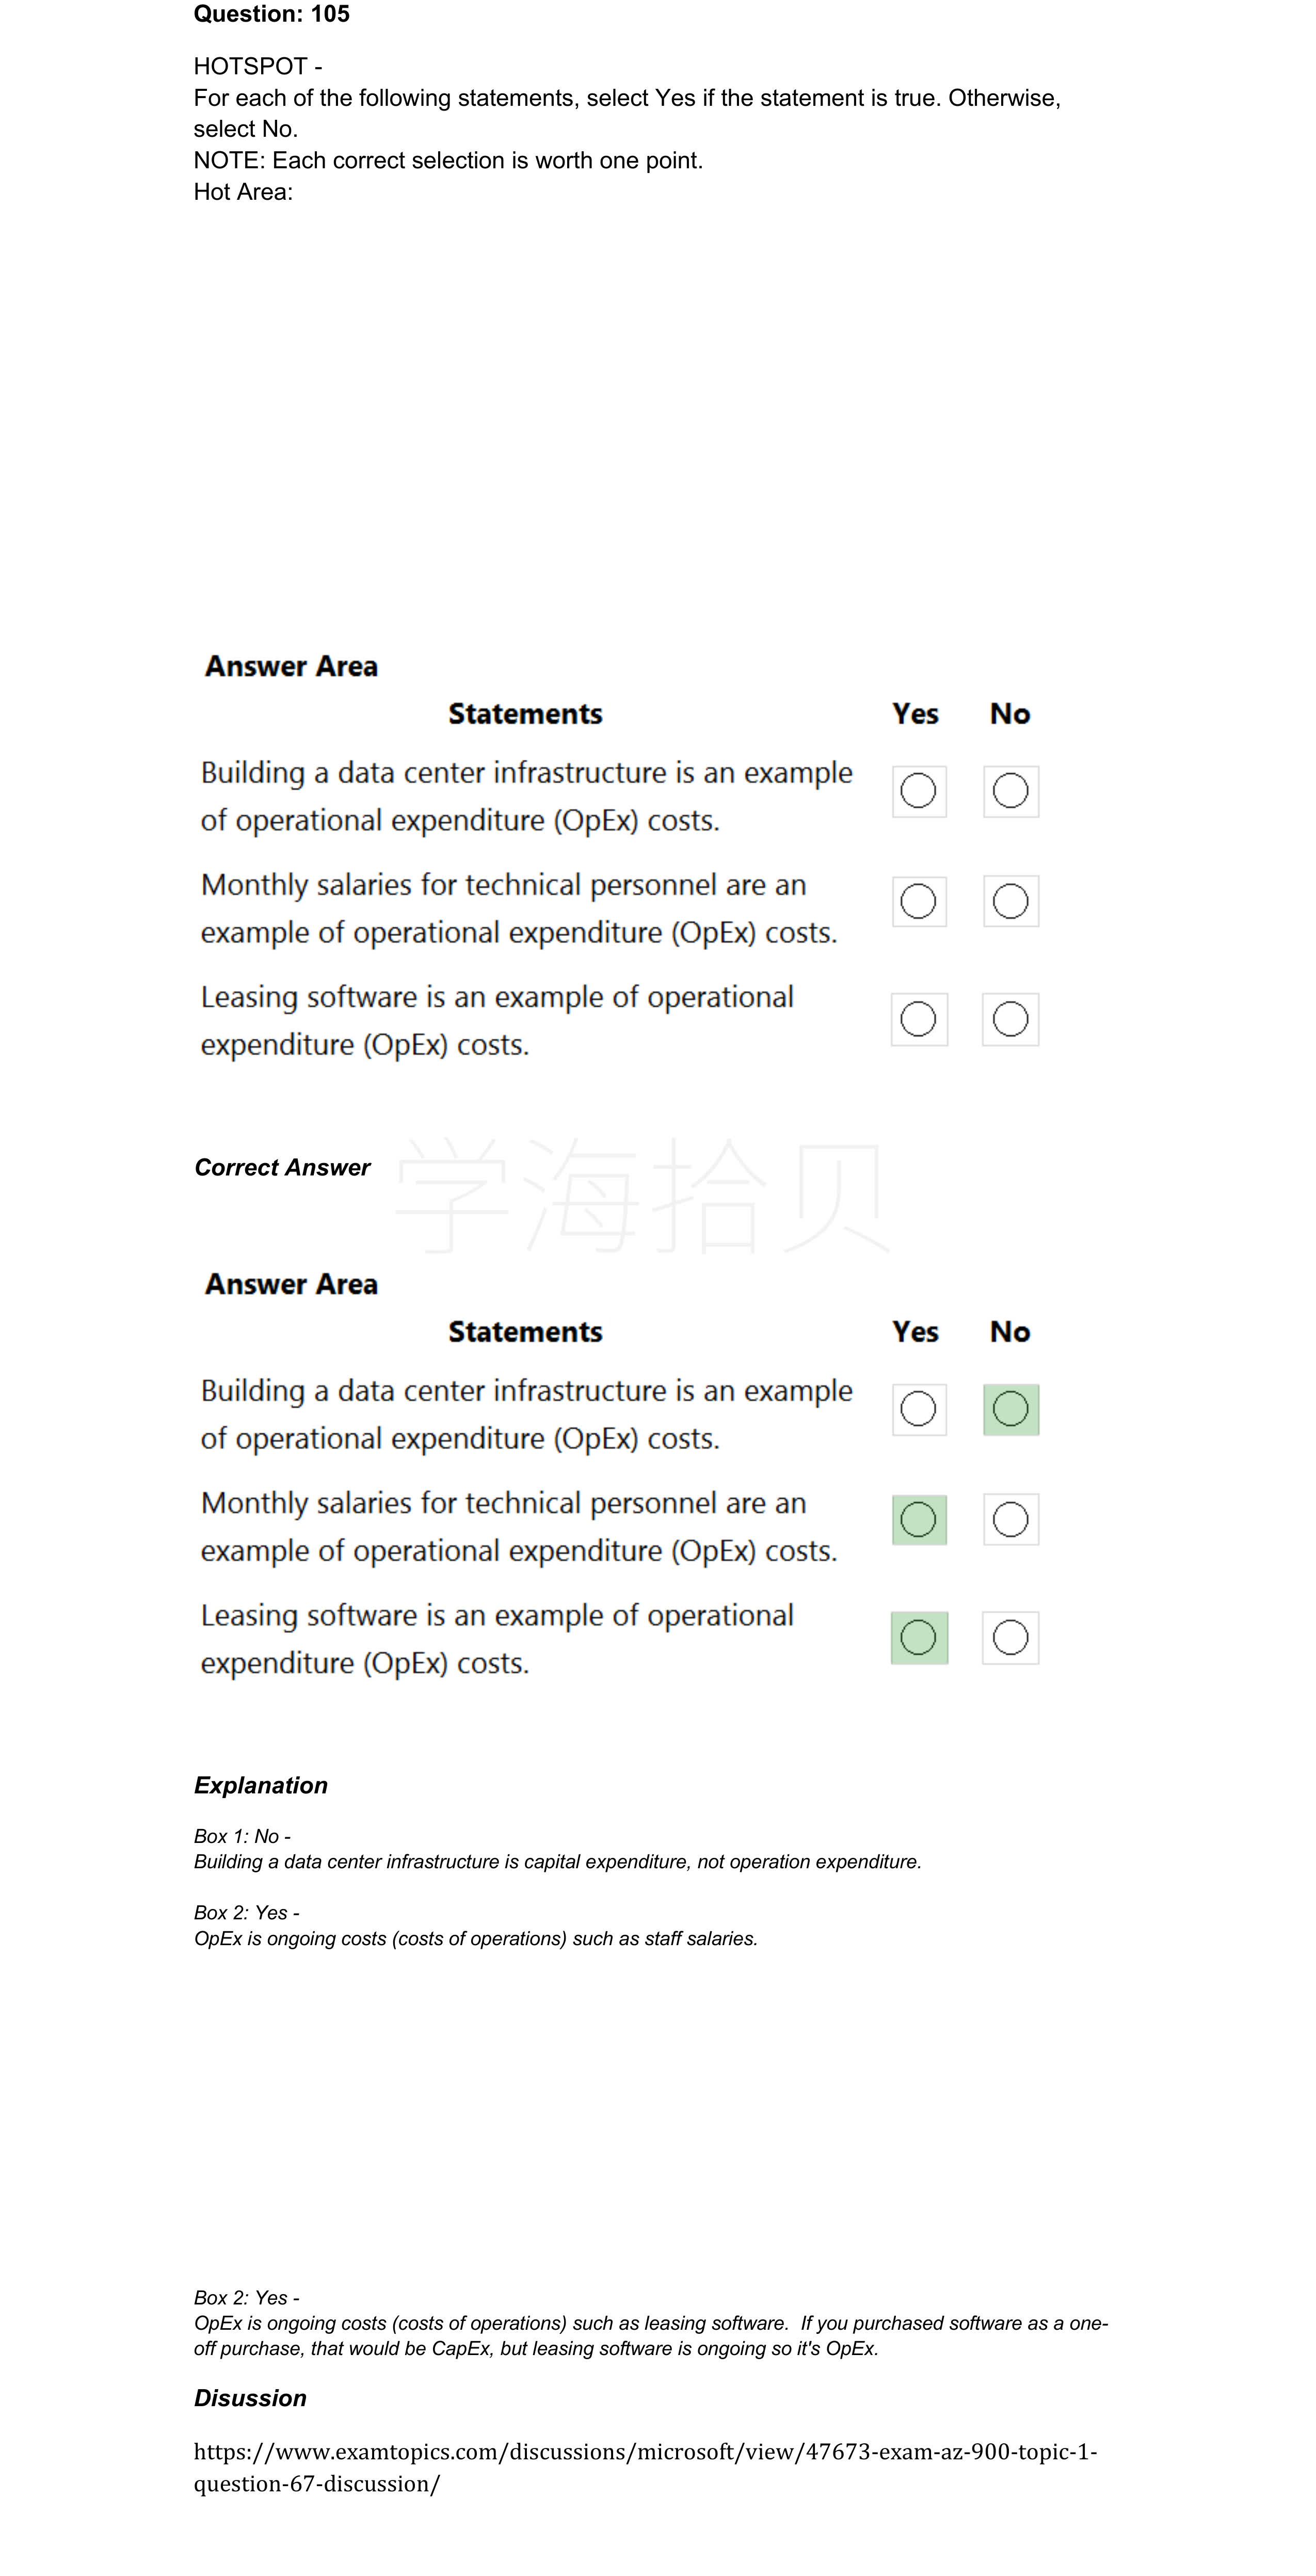 Question: 105
HOTSPOT -
For each of the following statements, select Yes if the statement is true. Otherwise,
select No.
NOTE: Each correct selection is worth one point.
Hot Area:
Answer Area
Statements Yes No
Building a data center infrastructure is an example
of operational expenditure (OpEx) costs.
Monthly salaries for technical personnel are an
example of operational expenditure (OpEx) costs.
Leasing software is an example of operational
expenditure (OpEx) costs.
Correct Answer
学海拾贝
Answer Area
Statements Yes No
Building a data center infrastructure is an example
of operational expenditure (OpEx) costs.
Monthly salaries for technical personnel are an
example of operational expenditure (OpEx) costs.
Leasing software is an example of operational
expenditure (OpEx) costs.
Explanation
Box 1: No -
Building a data center infrastructure is capital expenditure, not operation expenditure.
Box 2: Yes -
OpEx is ongoing costs (costs of operations) such as staff salaries.
Box 2: Yes -
OpEx is ongoing costs (costs of operations) such as leasing software.  If you purchased software as a one-
off purchase, that would be CapEx, but leasing software is ongoing so it's OpEx.
Disussion
https://www.examtopics.com/discussions/microsoft/view/47673-exam-az-900-topic-1-
question-67-discussion/